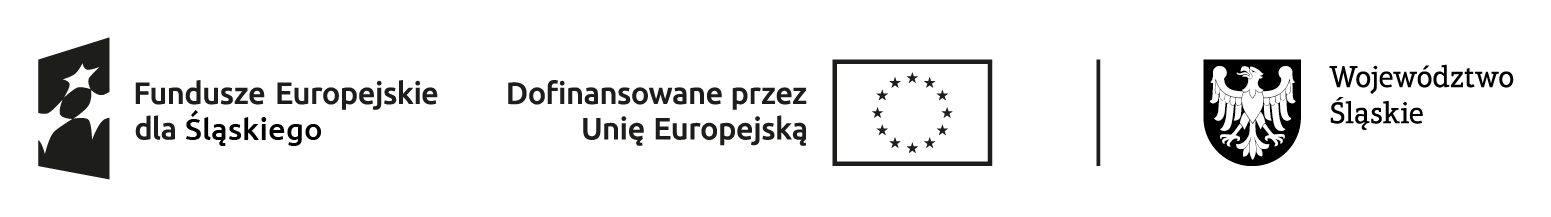 Fundusze Europejskie
dla Śląskiego
Dofinansowane przez
Unię Europejską
Województwo
Śląskie